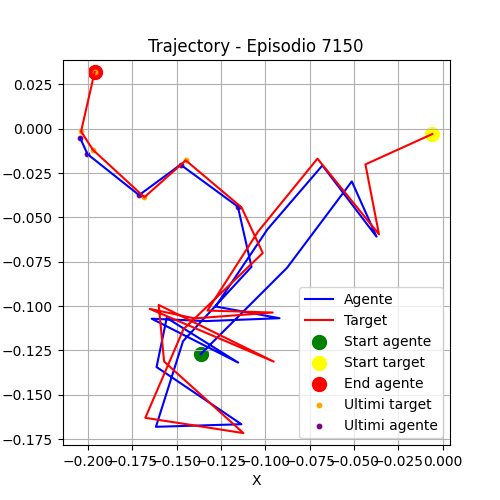 Trajectory - Episodio 7150
0.025
0.000
−0.025
−0.050
−0.075
−0.100
−0.125
−0.150
−0.175
Agente
Target
Start agente
Start target
End agente
Ultimi target
Ultimi agente
−0.200 −0.175 −0.150 −0.125 −0.100 −0.075 −0.050 −0.025 0.000
X